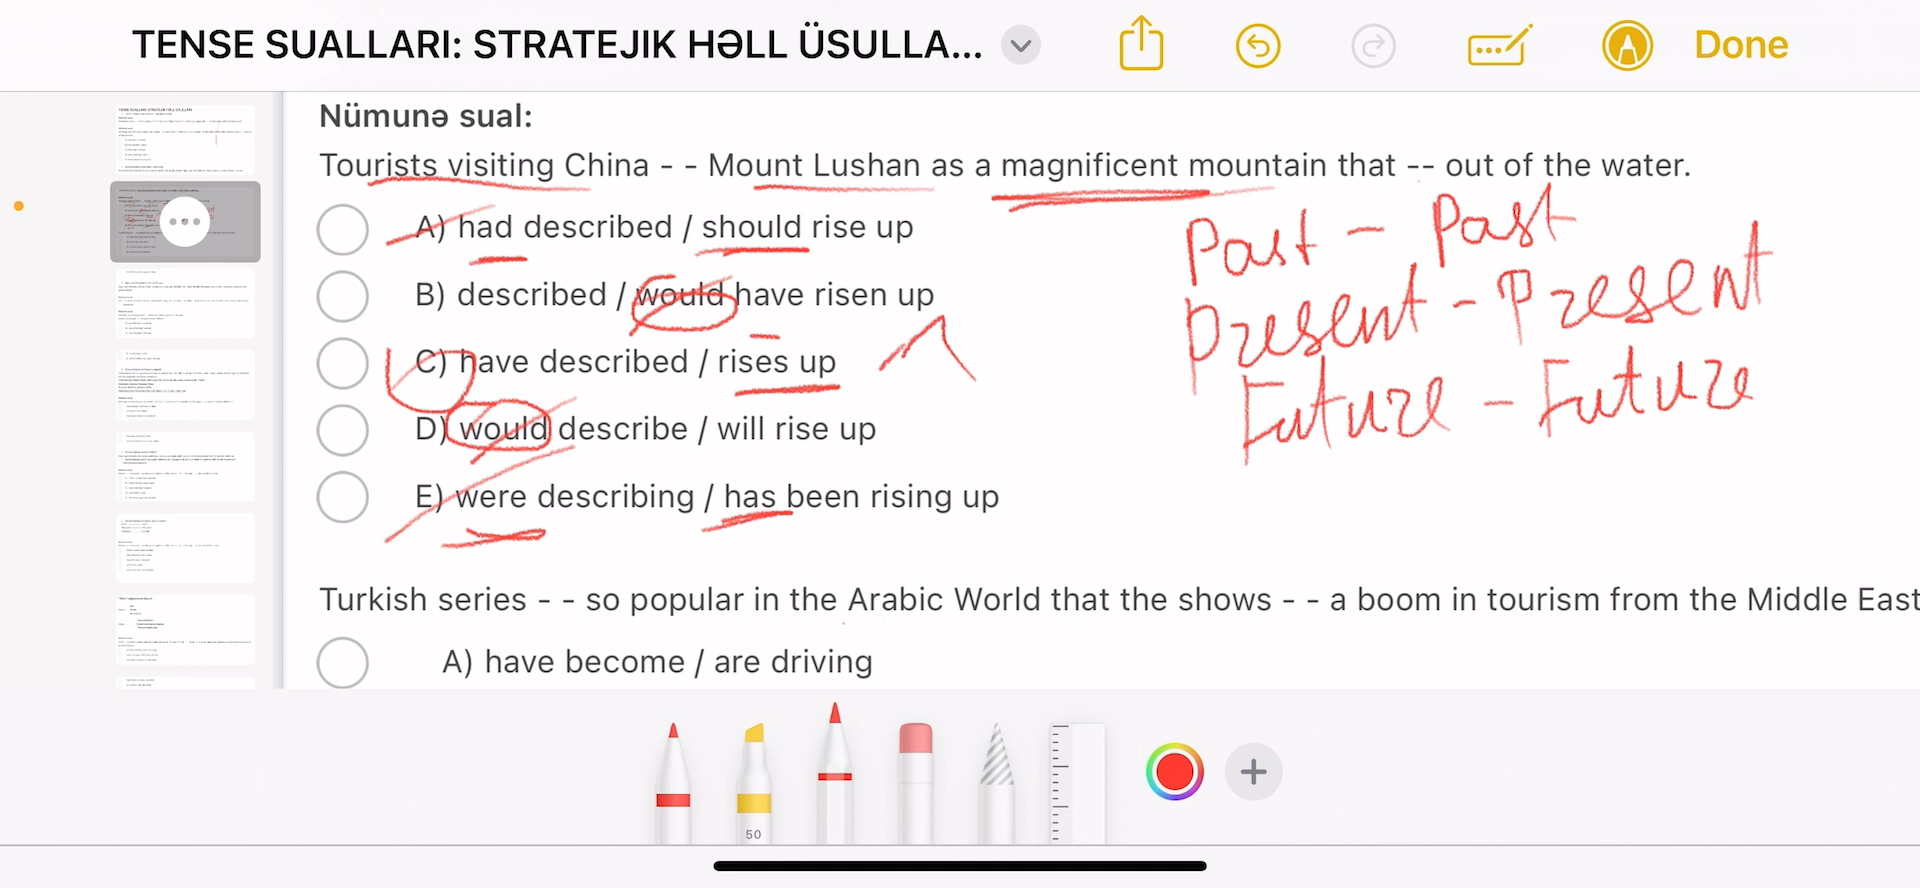 TENSE SUALLARI: STRATEJIK HƏLL ÜSULLA...
Done
Nümunə sual:
Tourists visiting China - - Mount Lushan as a magnificent mountain that -- out of the water.
A) had described / should rise up
B) described / would have risen up
C) have described / rises up
D) would describe / will rise up
E) were describing / has been rising up
Past - Past
Present - Present
Future - Future
Turkish series - - so popular in the Arabic World that the shows - - a boom in tourism from the Middle East
A) have become / are driving
50